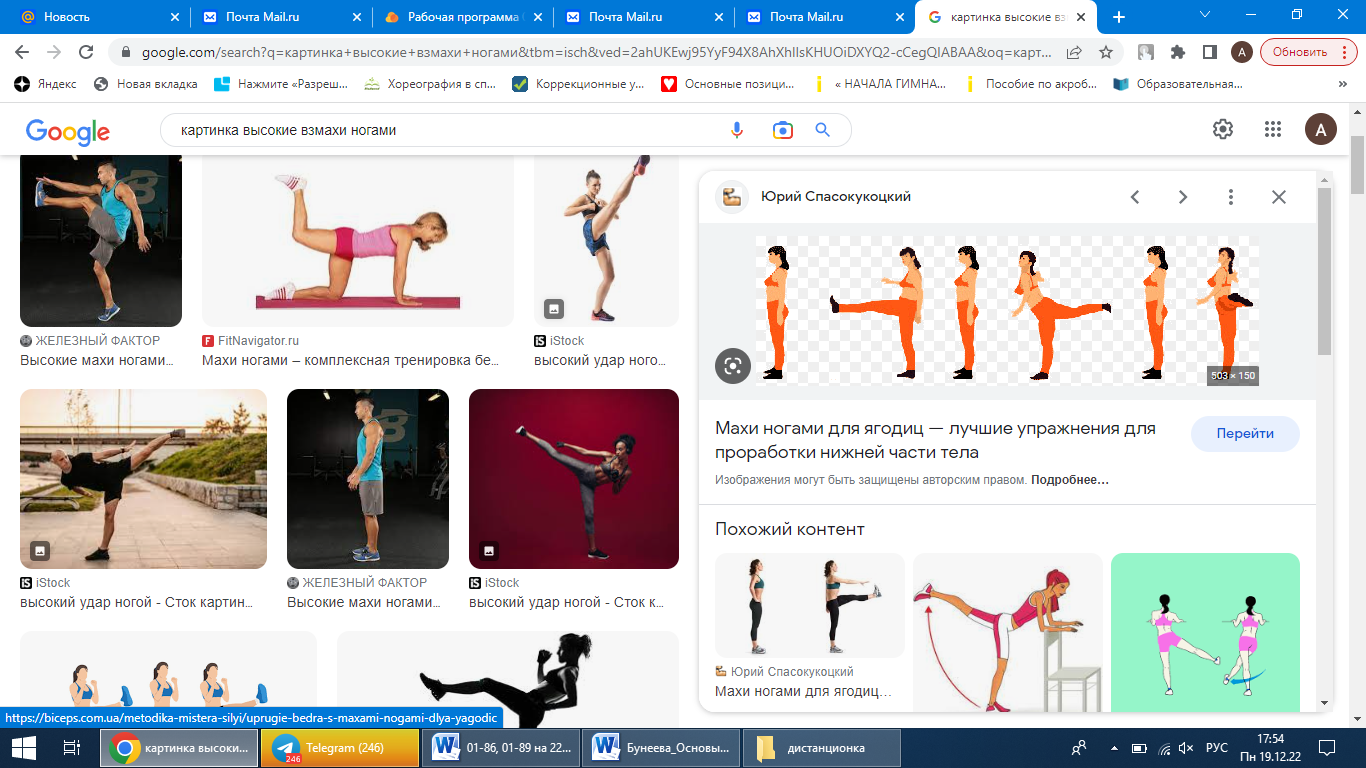 Новость
Почта Mail.ru
Рабочая программа
Почта Mail.ru
Почта Mail.ru
картинка высокие вз
google.com/search?q=картинка+высокие+взмахи+ногами&tbm=isch&ved=2ahUKEwj95YyF94X8AhXhlIsKHUOiDXYQ2-cCegQIABAA&oq=карт...
A
Обновить
Яндекс
Новая вкладка
Нажмите «Разреш...
Хореография в сп...
Коррекционные у...
Основные позици...
« НАЧАЛА ГИМНА...
Пособие по акроб...
Образовательная...
»
Google
картинка высокие взмахи ногами
A
ЖЕЛЕЗНЫЙ ФАКТОР
Высокие махи ногами...
FitNavigator.ru
Махи ногами – комплексная тренировка бе...
iStock
высокий удар ного...
iStock
высокий удар ногой - Сток картин...
ЖЕЛЕЗНЫЙ ФАКТОР
Высокие махи ногами...
iStock
высокий удар ногой - Сток к...
Юрий Спасокукоцкий
503 × 150
Махи ногами для ягодиц — лучшие упражнения для
проработки нижней части тела
Перейти
Изображения могут быть защищены авторским правом. Подробнее...
Похожий контент
Юрий Спасокукоцкий
Махи ногами для ягодиц...
https://biceps.com.ua/metodika-mistera-silyi/uprugie-bedra-s-maxami-nogami-dlya-yagodic
картинка высоки...
Telegram (246)
246
01-86, 01-89 на 22...
Бунеева_Основы...
дистанционка
РУС
17:54
Пн 19.12.22